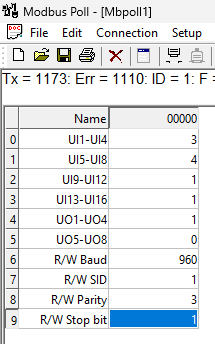 Modbus Poll - [Mbpoll1]
File Edit Connection Setup
Tx = 1173: Err = 1110: ID = 1: F =
Name 00000
0 UI1-UI4 3
1 UI5-UI8 4
2 UI9-UI12 1
3 UI13-UI16 1
4 UO1-UO4 1
5 UO5-UO8 0
6 R/W Baud 960
7 R/W SID 1
8 R/W Parity 3
9 R/W Stop bit 1